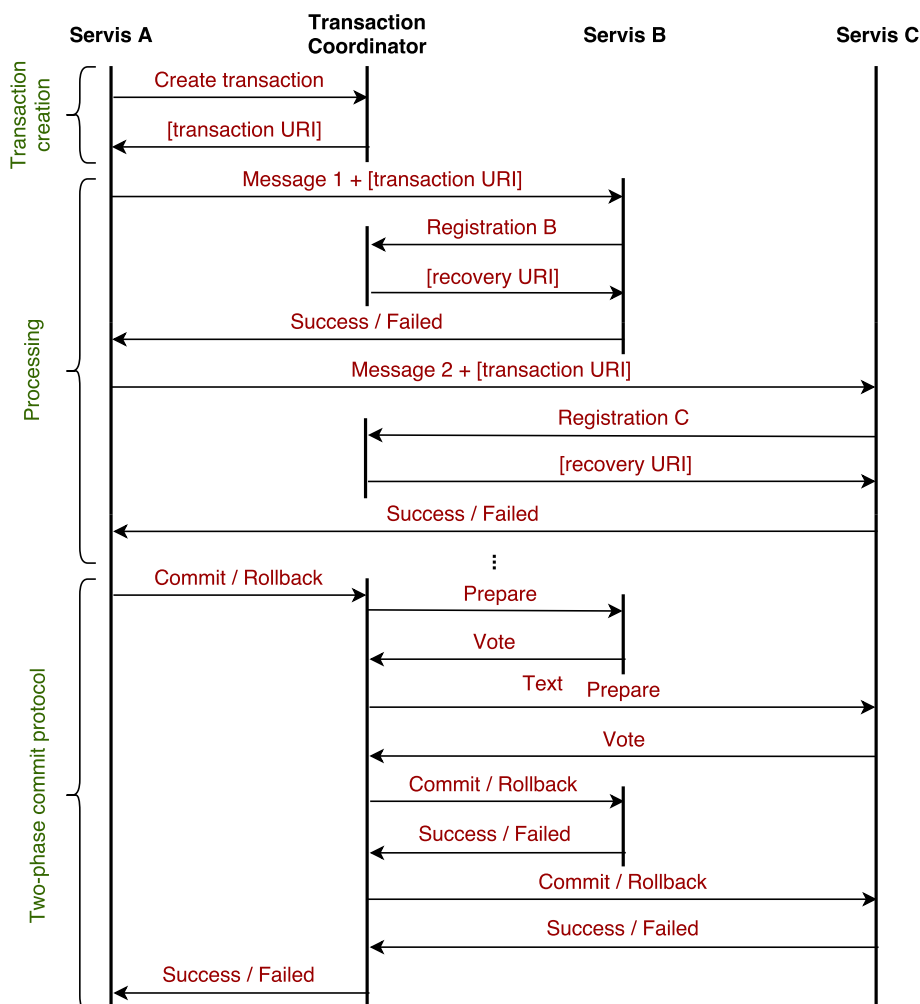 Servis A
Transaction
Coordinator
Servis B
Servis C
Transaction
creation
Create transaction
[transaction URI]
Processing
Message 1 + [transaction URI]
Registration B
[recovery URI]
Success / Failed
Message 2 + [transaction URI]
Registration C
[recovery URI]
Success / Failed
...
Two-phase commit protocol
Commit / Rollback
Prepare
Vote
Text
Prepare
Vote
Commit / Rollback
Success / Failed
Commit / Rollback
Success / Failed
Success / Failed